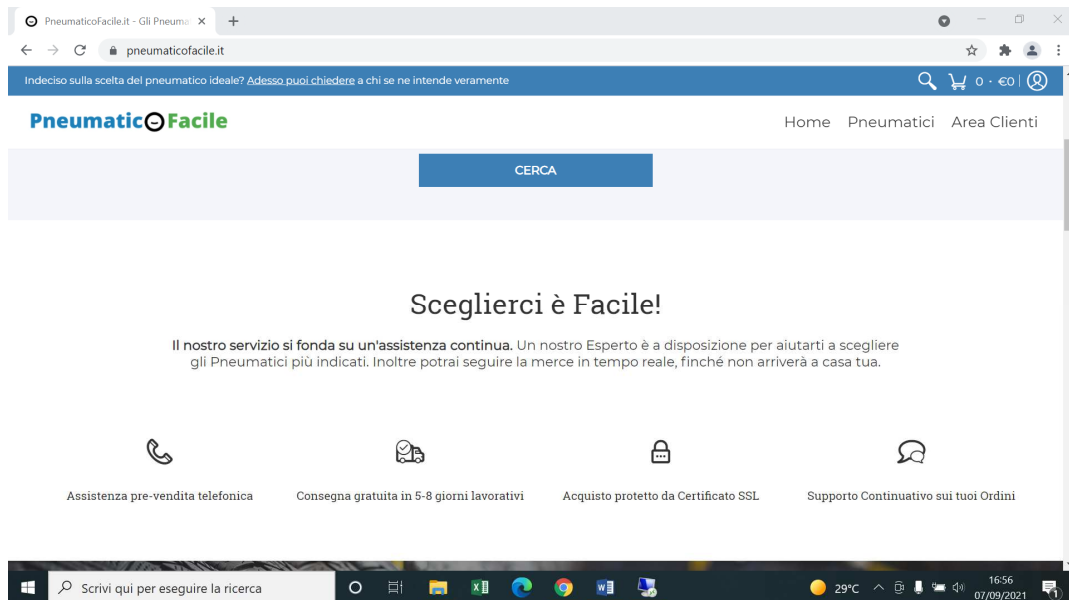 PneumaticoFacile.it - Gli Pneuma
pneumaticofacile.it
Indeciso sulla scelta del pneumatico ideale? Adesso puoi chiedere a chi se ne intende veramente
0 · €0
PneumaticoFacile
Home Pneumatici Area Clienti
CERCA
Sceglierci è Facile!
Il nostro servizio si fonda su un'assistenza continua. Un nostro Esperto è a disposizione per aiutarti a scegliere
gli Pneumatici più indicati. Inoltre potrai seguire la merce in tempo reale, finché non arriverà a casa tua.
Assistenza pre-vendita telefonica
Consegna gratuita in 5-8 giorni lavorativi
Acquisto protetto da Certificato SSL
Supporto Continuativo sui tuoi Ordini
Scrivi qui per eseguire la ricerca
29°C
16:56
07/09/2021
1